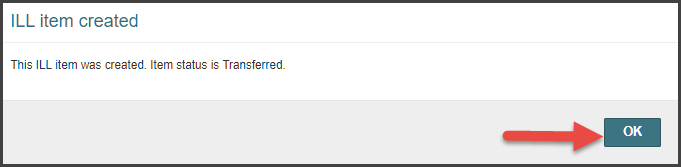 ILL item created
This ILL item was created. Item status is Transferred.
OK